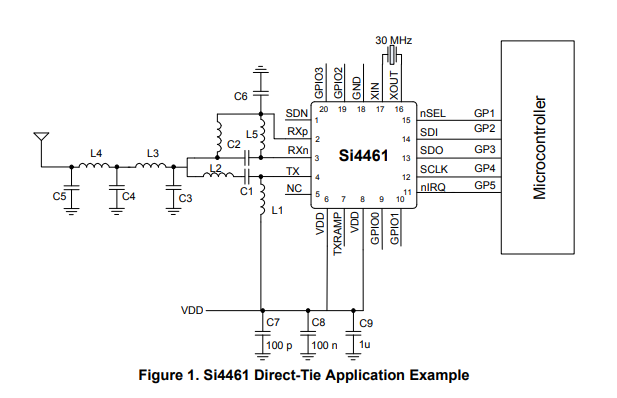 30 MHz
GPIO3
GPIO2
GND
XIN
XOUT
C6
20
19
18
17
16
SDN
1
15
nSEL
GP1
RXp
2
14
SDI
GP2
L5
C2
RXn
3
Si4461
13
SDO
GP3
L4
L3
L2
TX
4
12
SCLK
GP4
C1
NC
5
11
nIRQ
GP5
C5
C4
C3
L1
6
7
8
9
10
VDD
TXRAMP
VDD
GPIO0
GPIO1
Microcontroller
VDD
C7
C8
C9
100 p
100 n
1u
Figure 1. Si4461 Direct-Tie Application Example